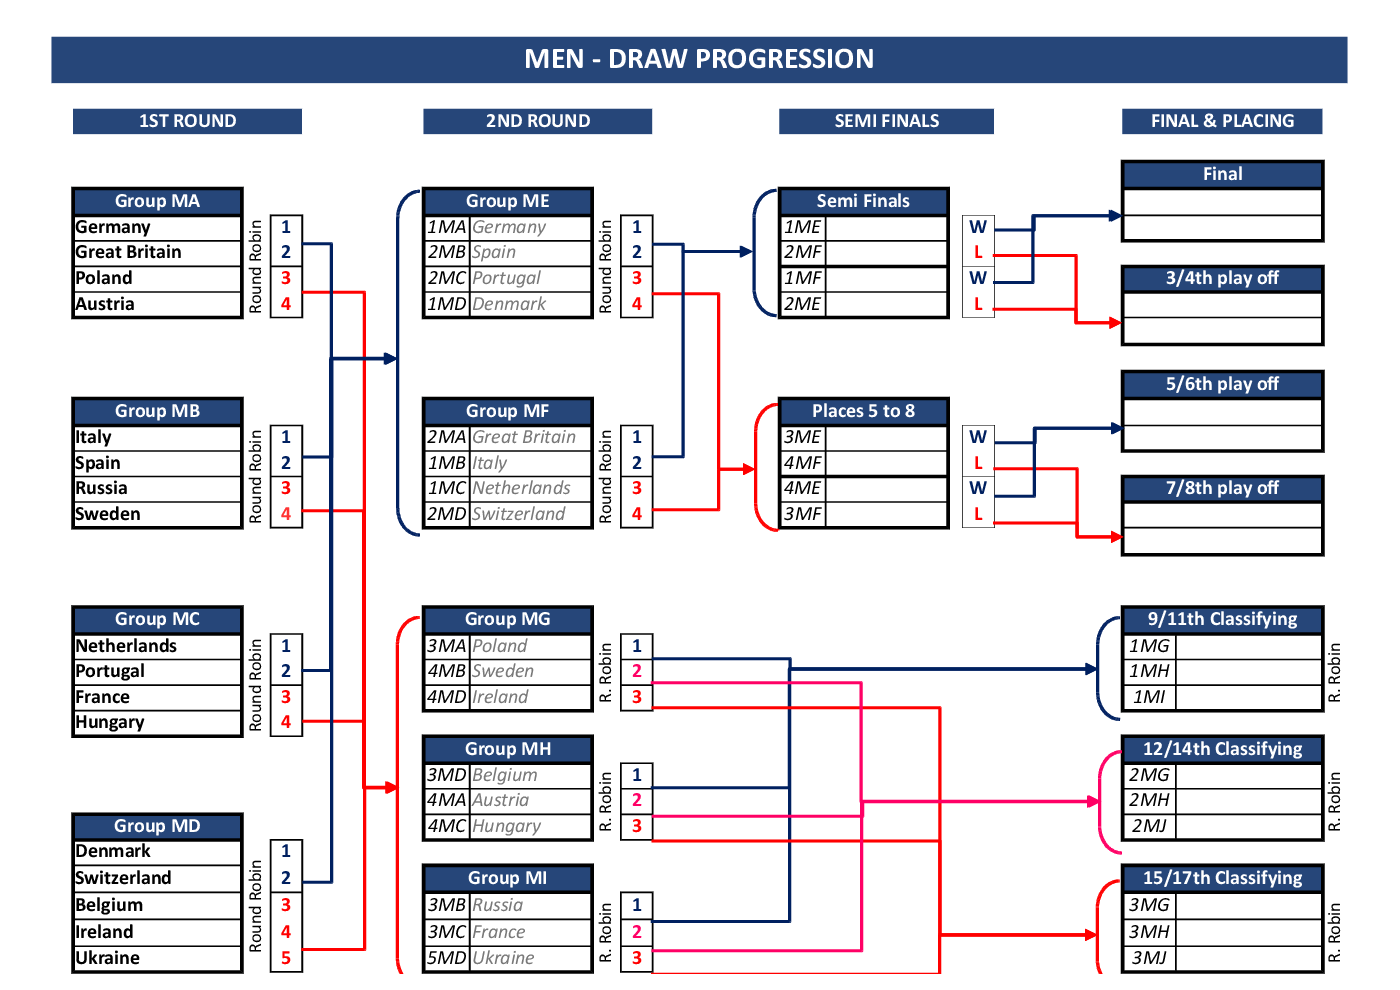 MEN - DRAW PROGRESSION
1ST ROUND
2ND ROUND
SEMI FINALS
FINAL & PLACING
Group MA
Germany
Great Britain
Poland
Austria
Round Robin
1
2
3
4
Group MB
Italy
Spain
Russia
Sweden
Round Robin
1
2
3
4
Group MC
Netherlands
Portugal
France
Hungary
Round Robin
1
2
3
4
Group MD
Denmark
Switzerland
Belgium
Ireland
Ukraine
Round Robin
1
2
3
4
5
Group ME
1MA Germany
2MB Spain
2MC Portugal
1MD Denmark
Round Robin
1
2
3
4
Group MF
2MA Great Britain
1MB Italy
1MC Netherlands
2MD Switzerland
Round Robin
1
2
3
4
Group MG
3MA Poland
4MB Sweden
4MD Ireland
R. Robin
1
2
3
Group MH
3MD Belgium
4MA Austria
4MC Hungary
R. Robin
1
2
3
Group MI
3MB Russia
3MC France
5MD Ukraine
R. Robin
1
2
3
Semi Finals
1ME
2MF
1MF
2ME
W
L
W
L
Places 5 to 8
3ME
4MF
4ME
3MF
W
L
W
L
Final
3/4th play off
5/6th play off
7/8th play off
9/11th Classifying
1MG
1MH
1MI
R. Robin
12/14th Classifying
2MG
2MH
2MJ
R. Robin
15/17th Classifying
3MG
3MH
3MJ
R. Robin